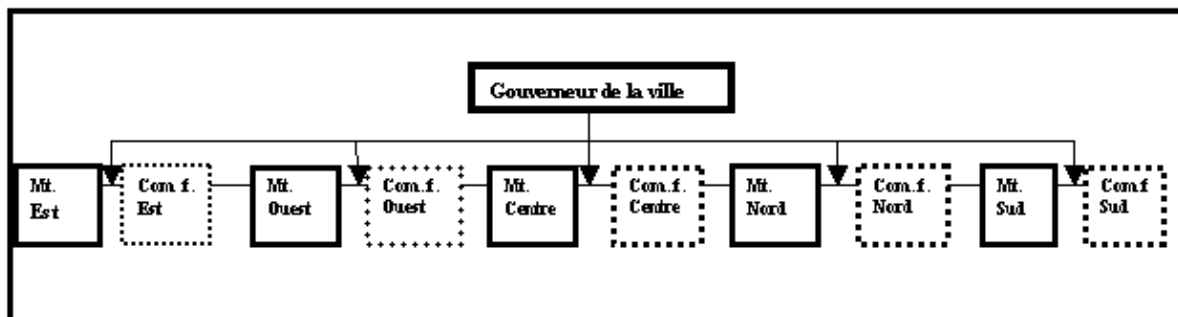 Gouverneur de la ville
Mt.
Est
Com. f.
Est
Mt.
Ouest
Com.f.
Ouest
Mt.
Centre
Com.f.
Centre
Mt.
Nord
Com.f.
Nord
Mt.
Sud
Com.f
Sud